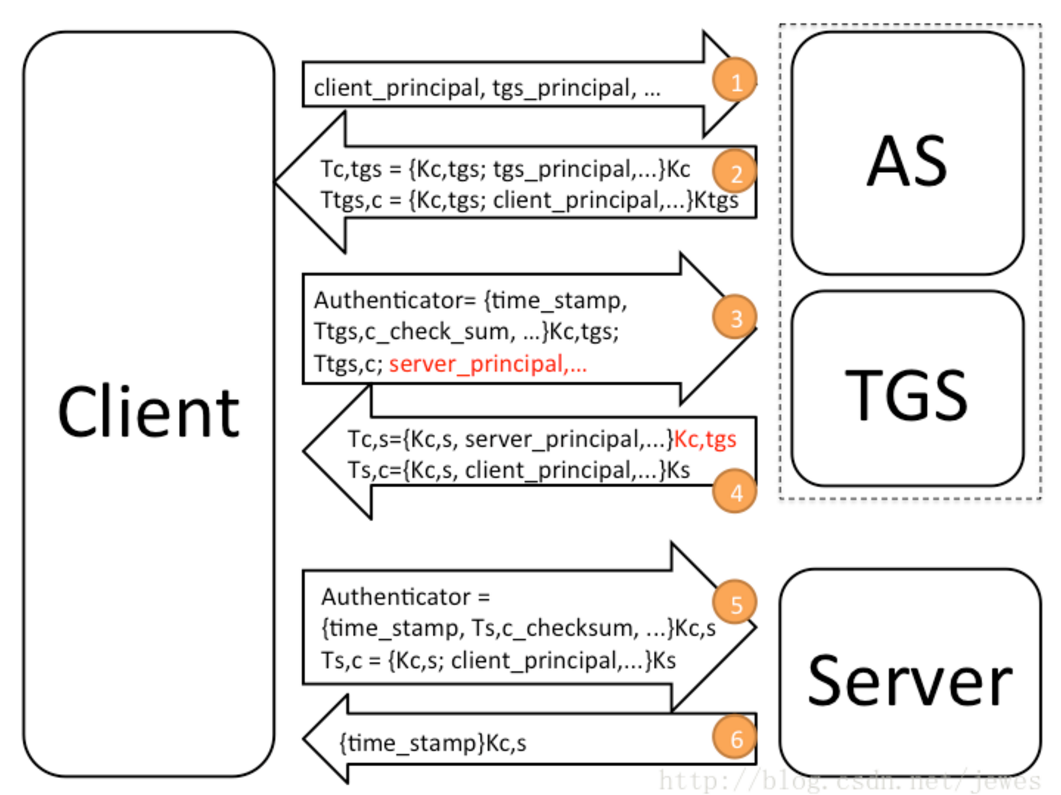 Client
client_principal, tgs_principal, ...
1
Tc,tgs = {Kc,tgs; tgs_principal,...}Kc
Ttgs,c = {Kc,tgs; client_principal,...}Ktgs
2
AS
Authenticator= {time_stamp,
Ttgs,c_check_sum, ...}Kc,tgs;
Ttgs,c; server_principal,...
3
TGS
Tc,s={Kc,s, server_principal,...}Kc,tgs
Ts,c={Kc,s, client_principal,...}Ks
4
Authenticator =
{time_stamp, Ts,c_checksum, ...}Kc,s
Ts,c = {Kc,s; client_principal,...}Ks
5
Server
{time_stamp}Kc,s
6
http://blog.csdn.net/jewes